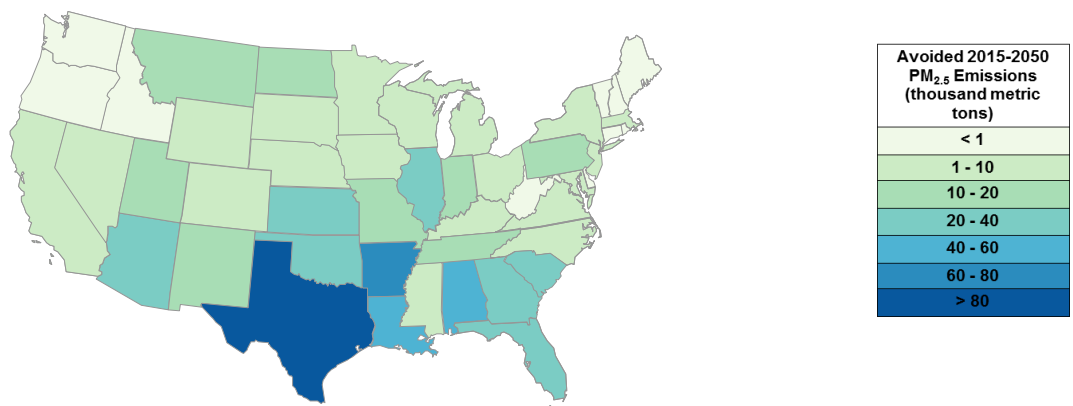 Avoided 2015-2050
PM2.5 Emissions
(thousand metric
tons)
< 1
1 - 10
10 - 20
20 - 40
40 - 60
60 - 80
> 80